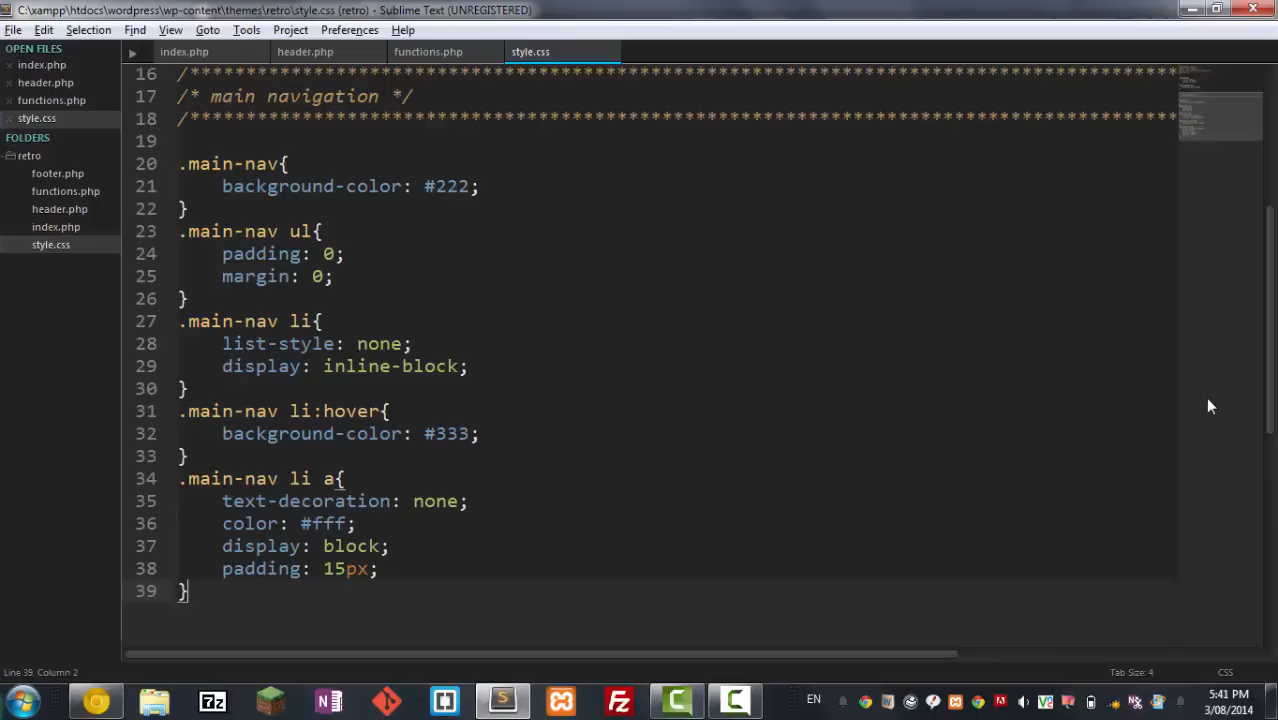 C:\xampp\htdocs\wordpress\wp-content\themes\retro\style.css (retro) - Sublime Text (UNREGISTERED)
File Edit Selection Find View Goto Tools Project Preferences Help
OPEN FILES
index.php
header.php
functions.php
style.css
FOLDERS
retro
footer.php
functions.php
header.php
index.php
style.css
index.php header.php functions.php style.css
16 /****************************************************************************************
17 /* main navigation */
18 /****************************************************************************************
19
20 .main-nav{
21 background-color: #222;
22 }
23 .main-nav ul{
24 padding: 0;
25 margin: 0;
26 }
27 .main-nav li{
28 list-style: none;
29 display: inline-block;
30 }
31 .main-nav li:hover{
32 background-color: #333;
33 }
34 .main-nav li a{
35 text-decoration: none;
36 color: #fff;
37 display: block;
38 padding: 15px;
39 }
Line 39, Column 2 Tab Size: 4 CSS
EN
5:41 PM
3/08/2014